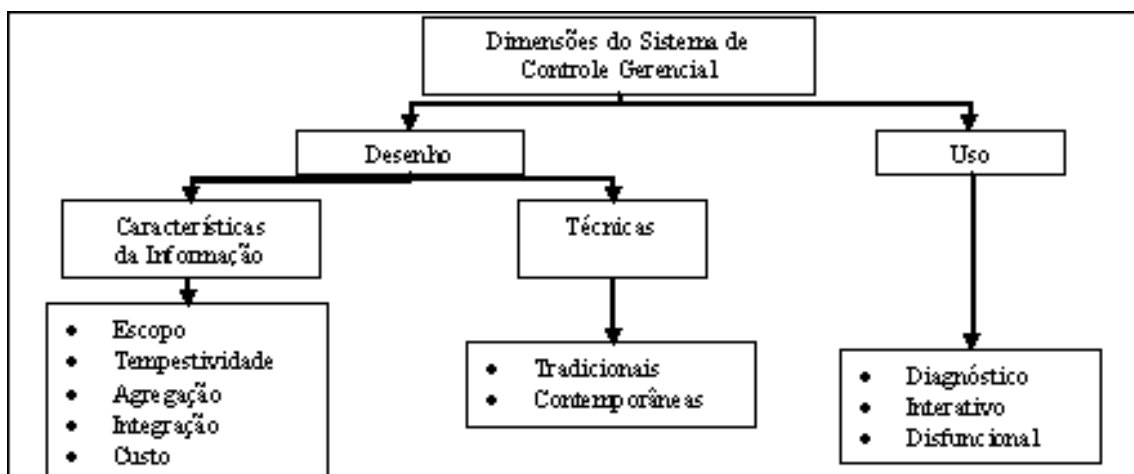 Dimensões do Sistema de
Controle Gerencial
Desenho
Uso
Características
da Informação
Técnicas
• Escopo
• Tempestividade
• Agregação
• Integração
• Custo
• Tradicionais
• Contemporâneas
• Diagnóstico
• Interativo
• Disfuncional